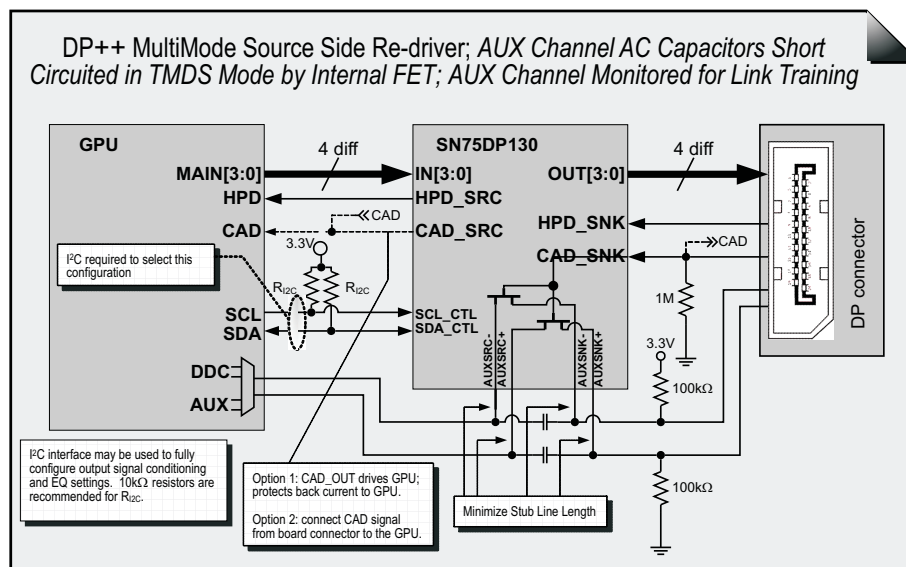 DP++ MultiMode Source Side Re-driver; AUX Channel AC Capacitors Short
Circuited in TMDS Mode by Internal FET; AUX Channel Monitored for Link Training
GPU
SN75DP130
4 diff
4 diff
MAIN[3:0]
IN[3:0]
OUT[3:0]
HPD
HPD_SRC
HPD_SNK
CAD
CAD
CAD_SRC
CAD
CAD_SNK
3.3V
I²C required to select this
configuration
RI2C
RI2C
1M
DP connector
SCL
SCL_CTL
SDA
SDA_CTL
AUXSRC-
AUXSRC+
AUXSNK-
AUXSNK+
3.3V
DDC
100kΩ
AUX
I²C interface may be used to fully
configure output signal conditioning
and EQ settings. 10kΩ resistors are
recommended for RI2C.
Option 1: CAD_OUT drives GPU;
protects back current to GPU.
Option 2: connect CAD signal
from board connector to the GPU.
Minimize Stub Line Length
100kΩ